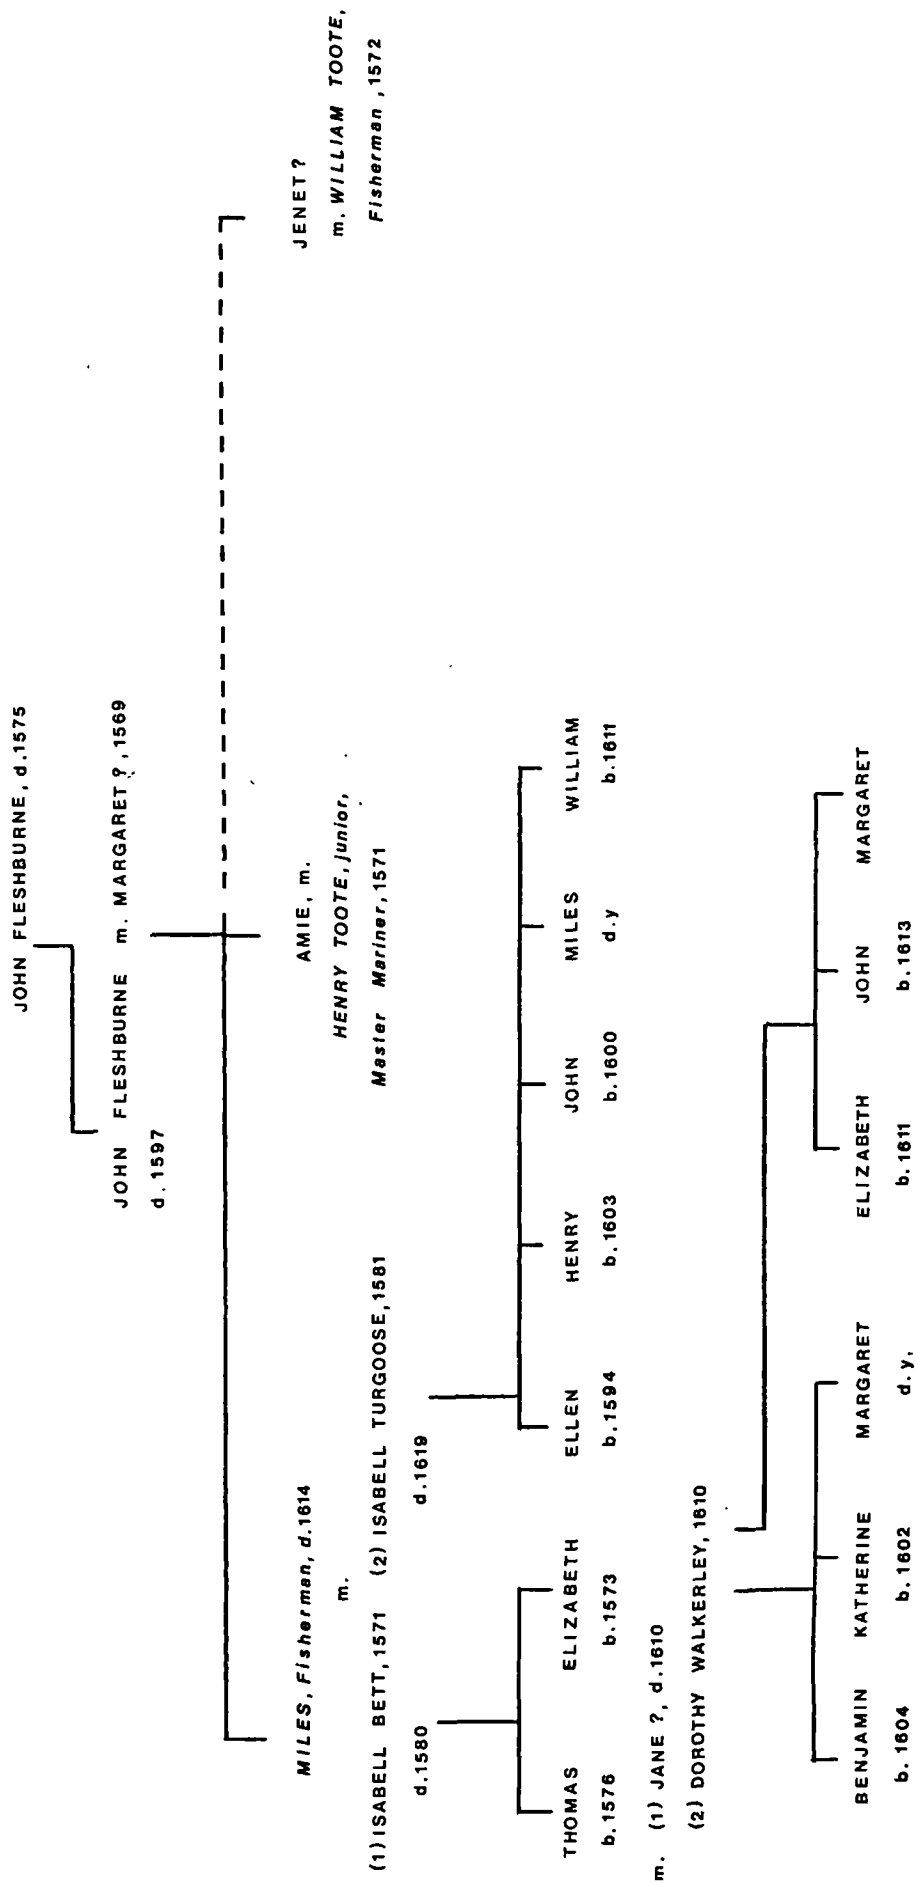 JOHN FLESHBURNE, d.1575
JOHN FLESHBURNE m. MARGARET?, 1569
d.1597
MILES, Fisherman, d.1614
m.
(1) ISABELL BETT, 1571 (2) ISABELL TURGOOSE, 1581
d.1580
d.1619
AMIE, m.
HENRY TOOTE, junior,
Master Mariner, 1571
JENET?
m. WILLIAM TOOTE,
Fisherman, 1572
THOMAS ELIZABETH
b.1576 b.1573
ELLEN HENRY JOHN MILES WILLIAM
b.1594 b.1603 b.1600 d.y b.1611
m. (1) JANE ?, d.1610
(2) DOROTHY WALKERLEY, 1610
BENJAMIN KATHERINE MARGARET ELIZABETH JOHN MARGARET
b.1604 b.1602 d.y, b.1611 b.1613